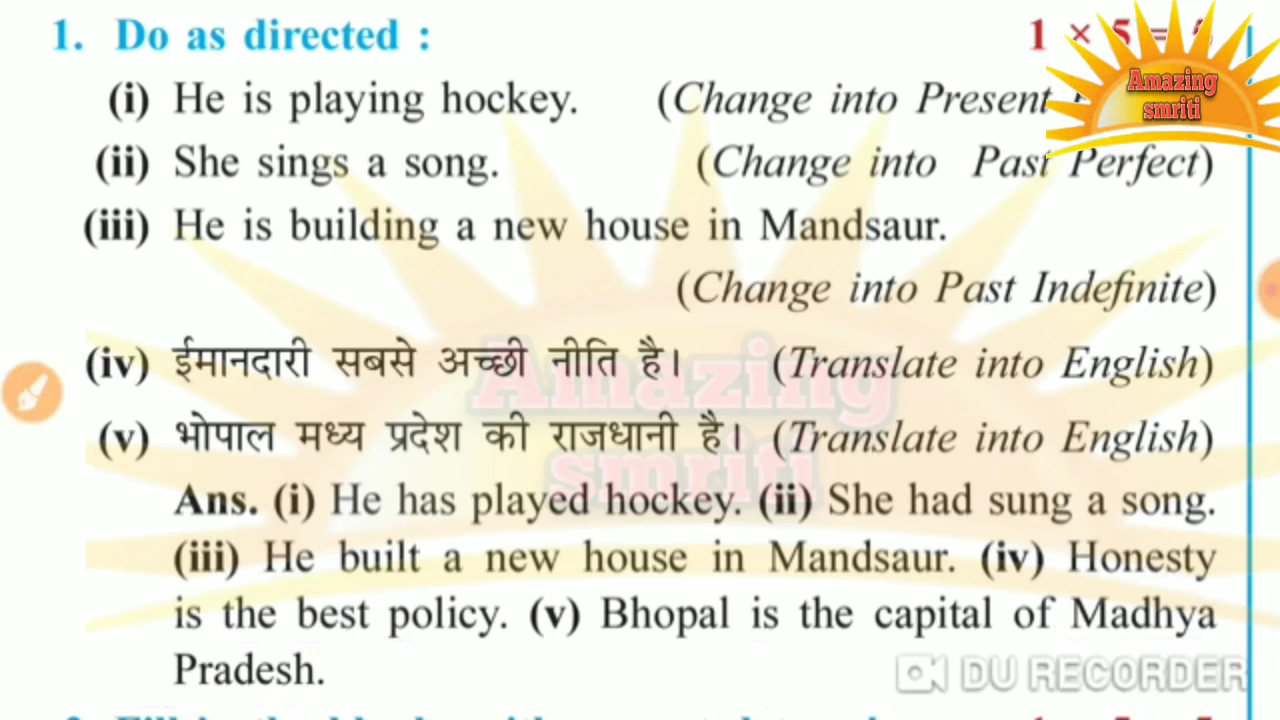 1. Do as directed : 1 × 5 =
Amazing
smriti
(i) He is playing hockey. (Change into Present
(ii) She sings a song. (Change into Past Perfect)
(iii) He is building a new house in Mandsaur.
(Change into Past Indefinite)
(iv) ईमानदारी सबसे अच्छी नीति है। (Translate into English)
(v) भोपाल मध्य प्रदेश की राजधानी है। (Translate into English)
Amazing
smriti
Ans. (i) He has played hockey. (ii) She had sung a song.
(iii) He built a new house in Mandsaur. (iv) Honesty
is the best policy. (v) Bhopal is the capital of Madhya
Pradesh.
DU RECORDER